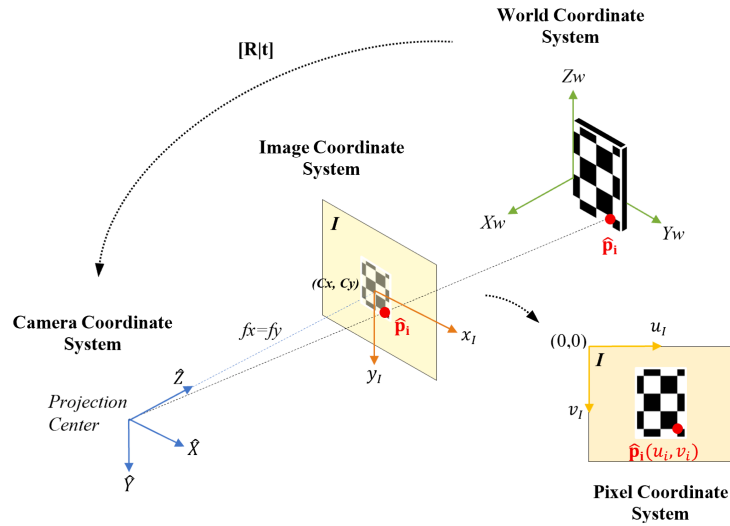 World Coordinate
System
[R|t]
Zw
Image Coordinate
System
I
Xw
Yw
p̂i
(Cx, Cy)
Camera Coordinate
System
fx=fy
p̂i
xI
yI
(0,0)
uI
I
vI
Ẑ
Projection
Center
X̂
Ŷ
p̂i(ui, vi)
Pixel Coordinate
System